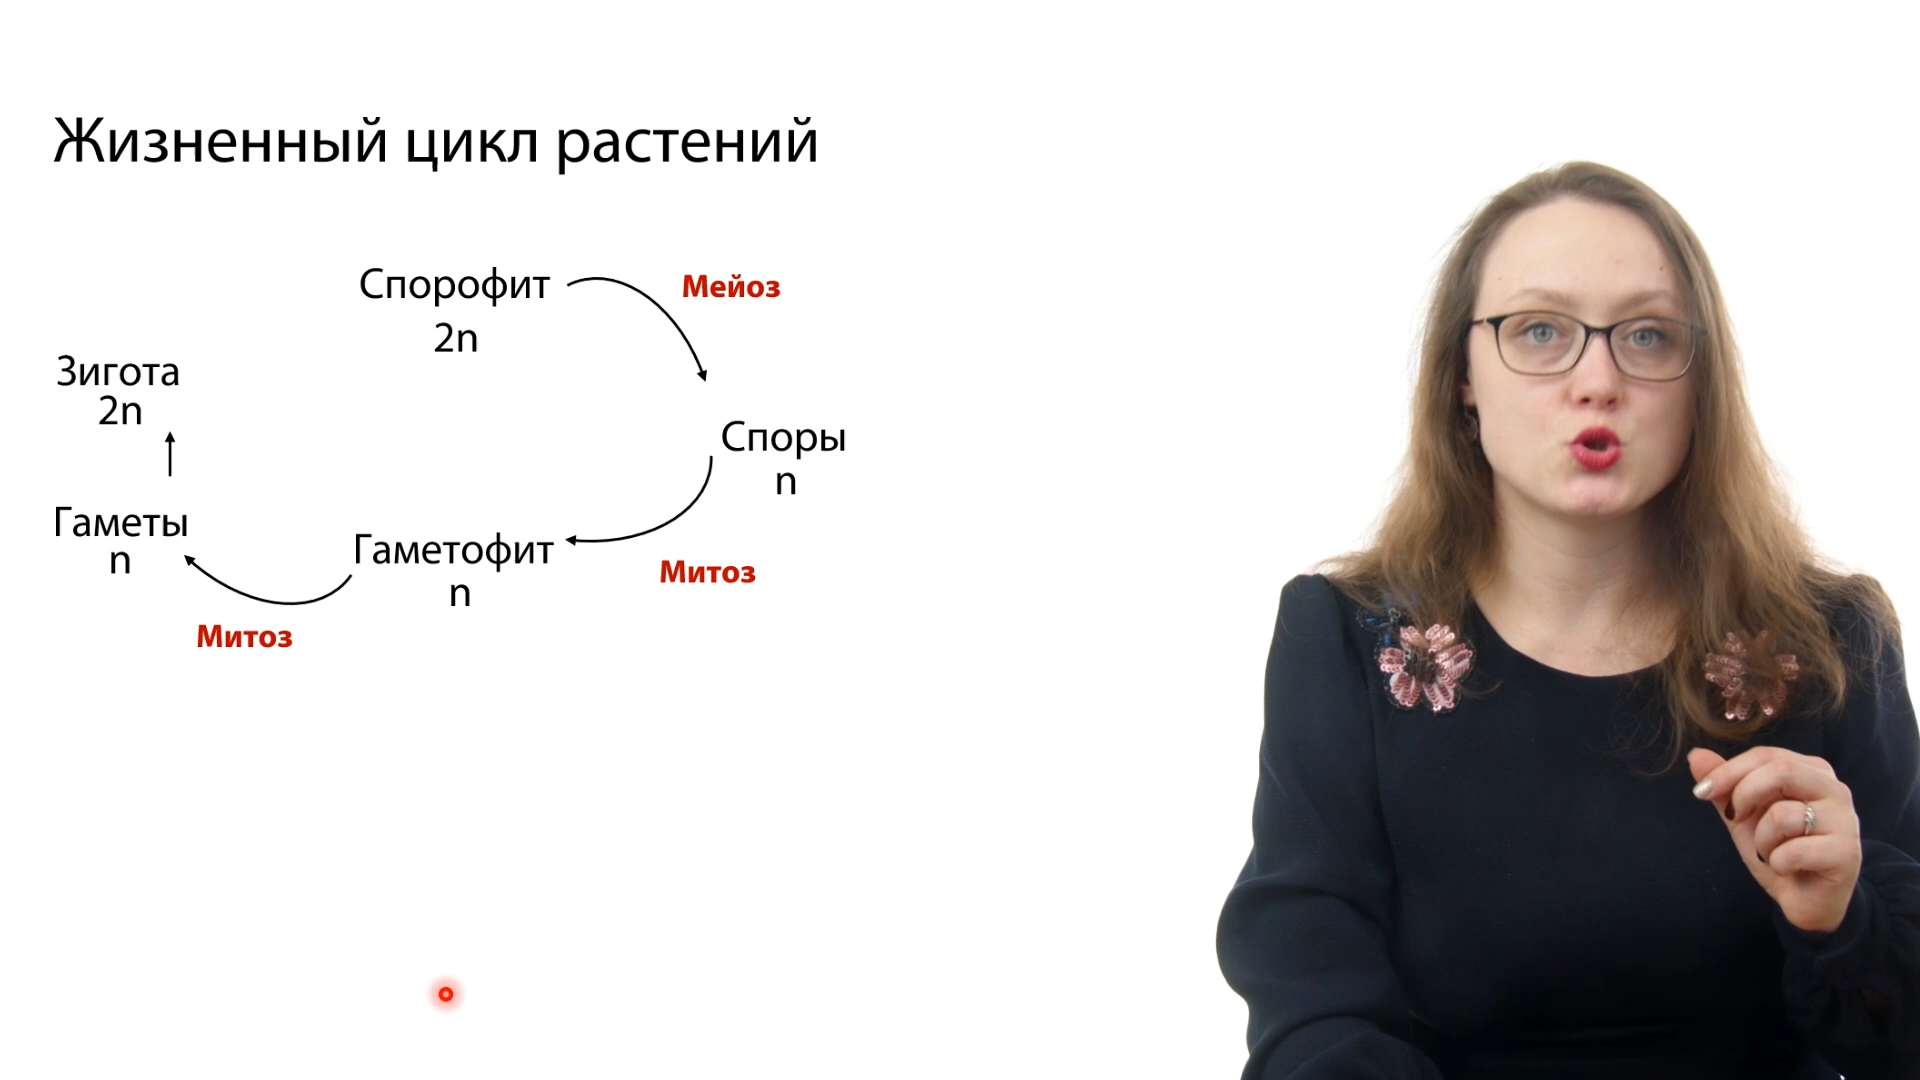 Жизненный цикл растений
Спорофит
2n
Мейоз
Споры
n
Митоз
Гаметофит
n
Митоз
Гаметы
n
Зигота
2n